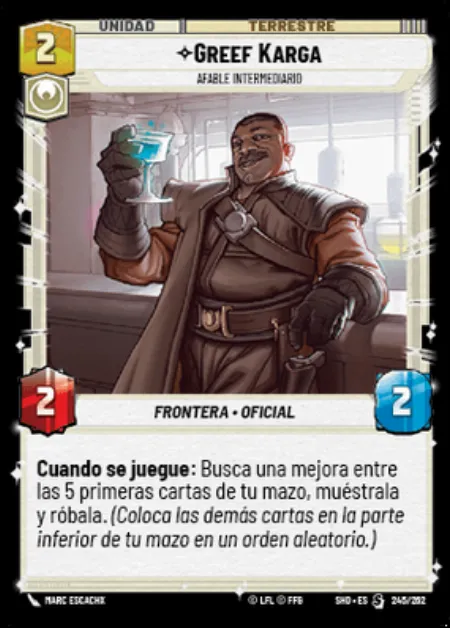 UNIDAD TERRESTRE
2
GREEF KARGA
AFABLE INTERMEDIARIO
2
FRONTERA • OFICIAL
2
Cuando se juegue: Busca una mejora entre
las 5 primeras cartas de tu mazo, muéstrala
y róbala. (Coloca las demás cartas en la parte
inferior de tu mazo en un orden aleatorio.)
MARC ESCACHX © LFL © FFG SHD • ES 245/262